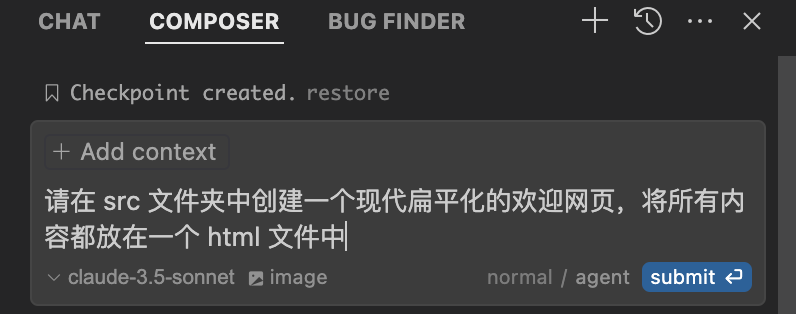 CHAT COMPOSER BUG FINDER
Checkpoint created. restore
+ Add context
请在 src 文件夹中创建一个现代扁平化的欢迎网页，将所有内
容都放在一个 html 文件中
claude-3.5-sonnet image normal / agent submit